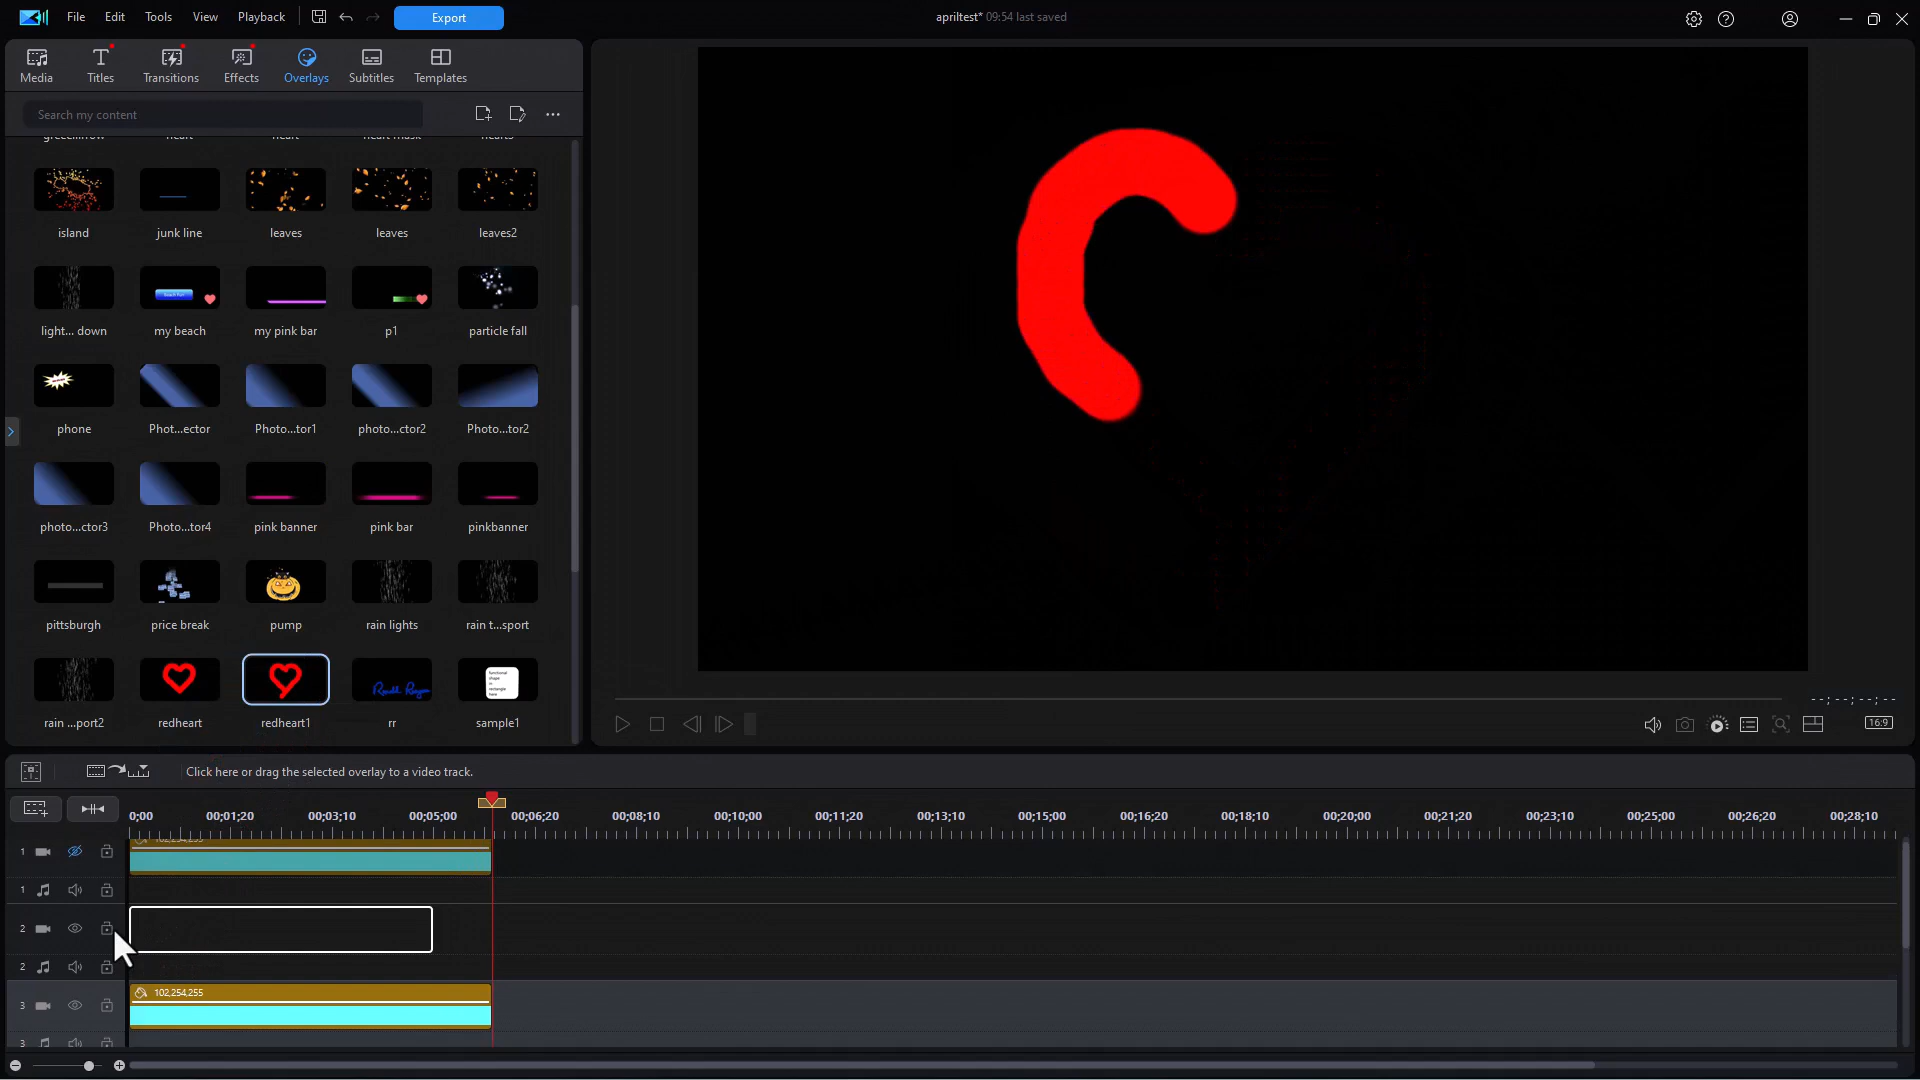 File Edit Tools View Playback Export apriltest* 09:54 last saved
Media Titles Transitions Effects Overlays Subtitles Templates
Search my content
heart heart mask hearts
island junk line leaves leaves leaves2
light... down my beach my pink bar p1 particle fall
phone Phot...ector Photo...tor1 photo...ctor2 Photo...tor2
photo...ctor3 Photo...tor4 pink banner pink bar pinkbanner
pittsburgh price break pump rain lights rain t...sport
rain ...port2 redheart redheart1 rr sample1
--;--;--;--
16:9
Click here or drag the selected overlay to a video track.
0;00 00;01;20 00;03;10 00;05;00 00;06;20 00;08;10 00;10;00 00;11;20 00;13;10 00;15;00 00;16;20 00;18;10 00;20;00 00;21;20 00;23;10 00;25;00 00;26;20 00;28;10
1 102,254,255
1
2
2
3 102,254,255
3